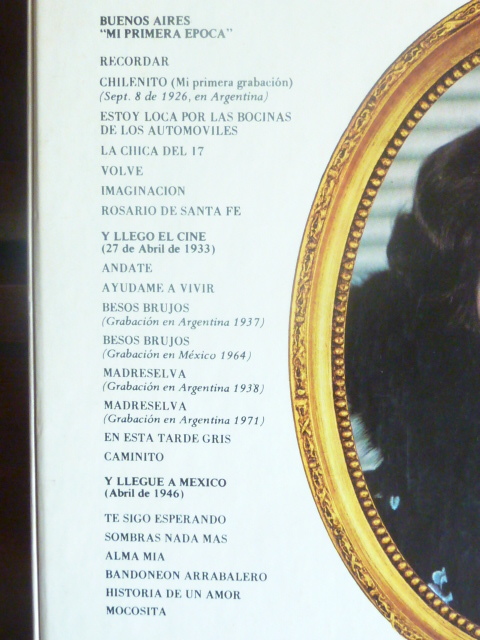 BUENOS AIRES
"MI PRIMERA EPOCA"
RECORDAR
CHILENITO (Mi primera grabación)
(Sept. 8 de 1926, en Argentina)
ESTOY LOCA POR LAS BOCINAS
DE LOS AUTOMOVILES
LA CHICA DEL 17
VOLVE
IMAGINACION
ROSARIO DE SANTA FE
Y LLEGO EL CINE
(27 de Abril de 1933)
ANDATE
AYUDAME A VIVIR
BESOS BRUJOS
(Grabación en Argentina 1937)
BESOS BRUJOS
(Grabación en México 1964)
MADRESELVA
(Grabación en Argentina 1938)
MADRESELVA
(Grabación en Argentina 1971)
EN ESTA TARDE GRIS
CAMINITO
Y LLEGUE A MEXICO
(Abril de 1946)
TE SIGO ESPERANDO
SOMBRAS NADA MAS
ALMA MIA
BANDONEON ARRABALERO
HISTORIA DE UN AMOR
MOCOSITA